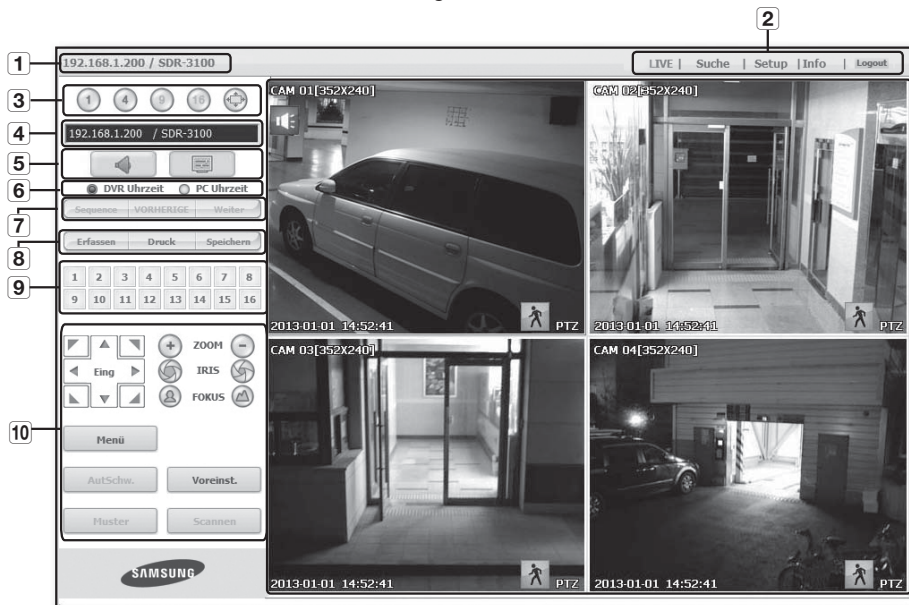 2
1
192.168.1.200 / SDR-3100
LIVE | Suche | Setup | Info | Logout
3
1 4 9 16
CAM 01[352X240]
CAM 02[352X240]
4
192.168.1.200 / SDR-3100
5
6
DVR Uhrzeit PC Uhrzeit
7
Sequence VORHERIGE Weiter
8
Erfassen Druck Speichern
9
1 2 3 4 5 6 7 8
9 10 11 12 13 14 15 16
2013-01-01 14:52:41 PTZ
2013-01-01 14:52:41 PTZ
10
ZOOM
Eing IRIS
FOKUS
Menü
AutSchw. Voreinst.
Muster Scannen
SAMSUNG
CAM 03[352X240]
CAM 04[352X240]
2013-01-01 14:52:41 PTZ
2013-01-01 14:52:41 PTZ